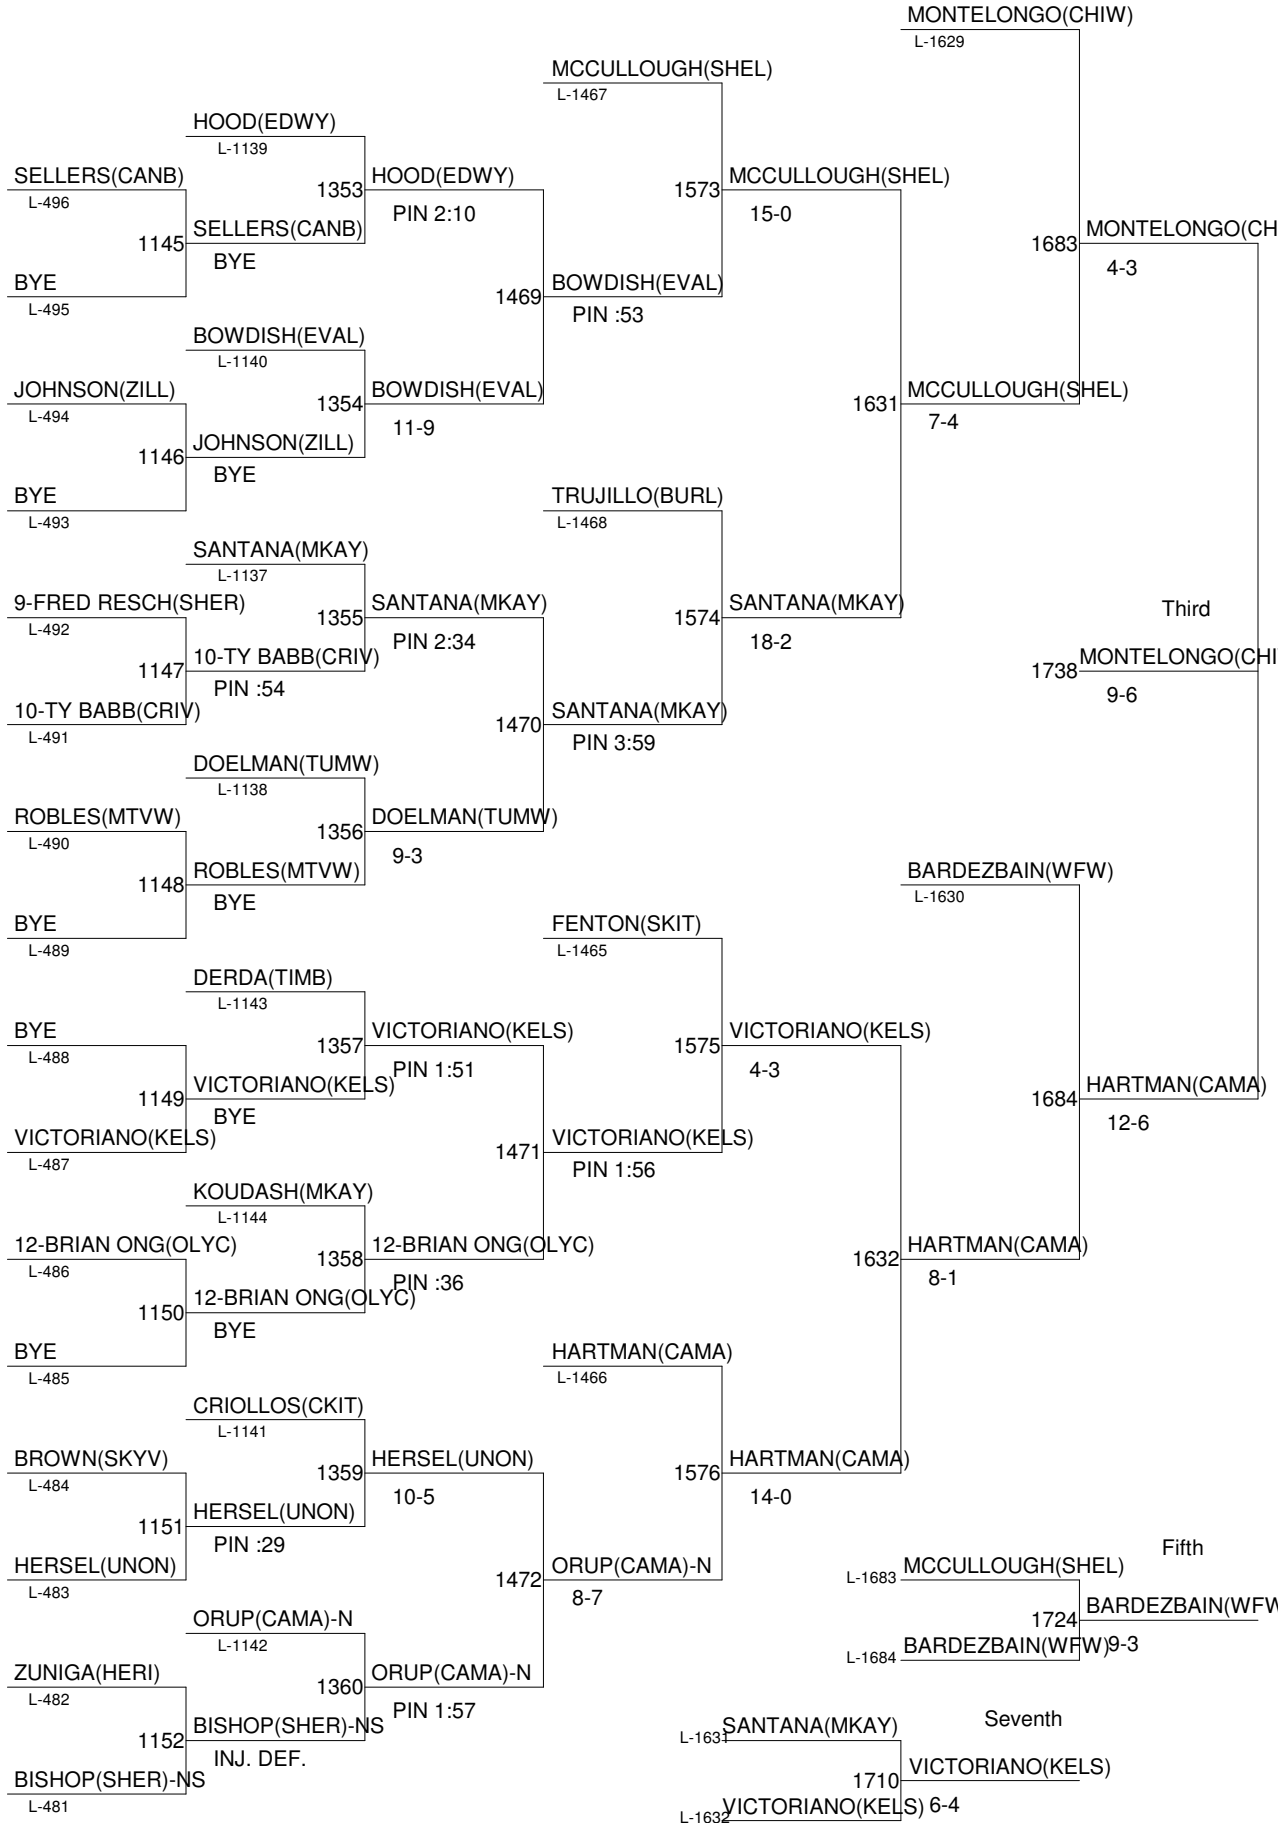 MONTELONGO(CHIW)
L-1629
MCCULLOUGH(SHEL)
L-1467
HOOD(EDWY)
L-1139
SELLERS(CANB)
L-496
1353
HOOD(EDWY)
PIN 2:10
1573
MCCULLOUGH(SHEL)
15-0
1145
SELLERS(CANB)
BYE
1683
MONTELONGO(CH
4-3
BYE
L-495
1469
BOWDISH(EVAL)
PIN :53
BOWDISH(EVAL)
L-1140
JOHNSON(ZILL)
L-494
1354
BOWDISH(EVAL)
11-9
1631
MCCULLOUGH(SHEL)
7-4
1146
JOHNSON(ZILL)
BYE
BYE
L-493
TRUJILLO(BURL)
L-1468
SANTANA(MKAY)
L-1137
9-FRED RESCH(SHER)
L-492
1355
SANTANA(MKAY)
PIN 2:34
1574
SANTANA(MKAY)
18-2
Third
1147
10-TY BABB(CRIV)
PIN :54
1738
MONTELONGO(CHI
9-6
10-TY BABB(CRIV)
L-491
1470
SANTANA(MKAY)
PIN 3:59
DOELMAN(TUMW)
L-1138
ROBLES(MTVW)
L-490
1356
DOELMAN(TUMW)
9-3
1148
ROBLES(MTVW)
BYE
BARDEZBAIN(WFW)
L-1630
BYE
L-489
FENTON(SKIT)
L-1465
DERDA(TIMB)
L-1143
BYE
L-488
1357
VICTORIANO(KELS)
PIN 1:51
1575
VICTORIANO(KELS)
4-3
1149
VICTORIANO(KELS)
BYE
1684
HARTMAN(CAMA)
12-6
VICTORIANO(KELS)
L-487
1471
VICTORIANO(KELS)
PIN 1:56
KOUDASH(MKAY)
L-1144
12-BRIAN ONG(OLYC)
L-486
1358
12-BRIAN ONG(OLYC)
PIN :36
1632
HARTMAN(CAMA)
8-1
1150
12-BRIAN ONG(OLYC)
BYE
BYE
L-485
HARTMAN(CAMA)
L-1466
CRIOLLOS(CKIT)
L-1141
BROWN(SKYV)
L-484
1359
HERSEL(UNON)
10-5
1576
HARTMAN(CAMA)
14-0
1151
HERSEL(UNON)
PIN :29
HERSEL(UNON)
L-483
1472
ORUP(CAMA)-N
8-7
Fifth
L-1683
MCCULLOUGH(SHEL)
1724
BARDEZBAIN(WFW
9-3
L-1684
BARDEZBAIN(WFW)
ORUP(CAMA)-N
L-1142
ZUNIGA(HERI)
L-482
1360
ORUP(CAMA)-N
PIN 1:57
1152
BISHOP(SHER)-NS
INJ. DEF.
BISHOP(SHER)-NS
L-481
Seventh
L-1631
SANTANA(MKAY)
1710
VICTORIANO(KELS)
6-4
L-1632
VICTORIANO(KELS)